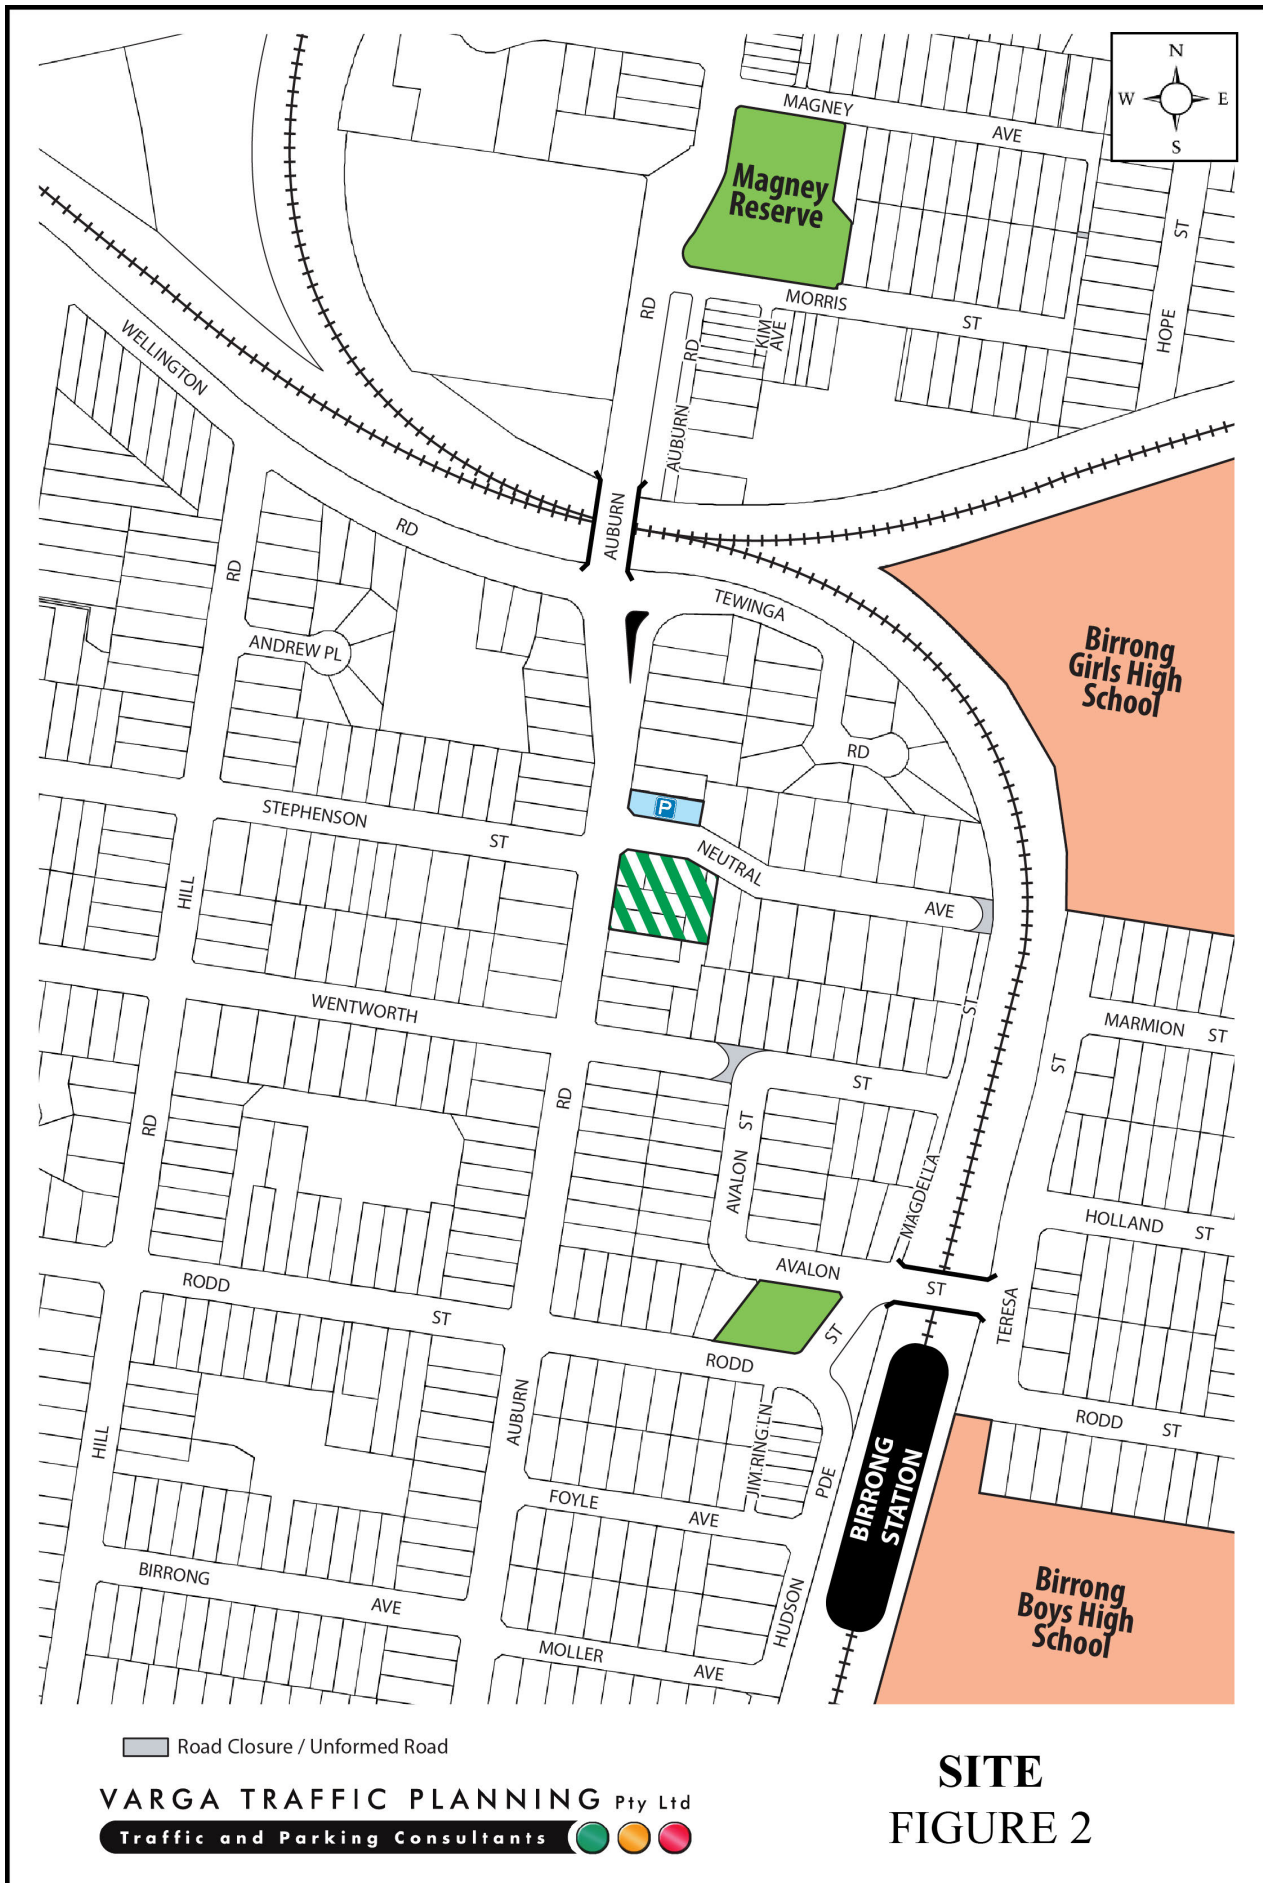 N
W E
S
MAGNEY
AVE
Magney
Reserve
ST
MORRIS
ST
HOPE
RD
KIM
AVE
RD
AUBURN
WELLINGTON
RD
AUBURN
RD
TEWINGA
ANDREW PL
Birrong
Girls High
School
RD
P
STEPHENSON
ST
NEUTRAL
AVE
HILL
WENTWORTH
ST
MARMION ST
ST
ST
RD
RD
AVALON ST
MAGDELLA
HOLLAND ST
AVALON
ST
RODD
ST
TERESA
ST
RODD
RODD
ST
AUBURN
HILL
JIM RING LN
PDE
BIRRONG
STATION
FOYLE
AVE
BIRRONG
AVE
HUDSON
Birrong
Boys High
School
MOLLER
AVE
Road Closure / Unformed Road
VARGA TRAFFIC PLANNING Pty Ltd
Traffic and Parking Consultants
SITE
FIGURE 2